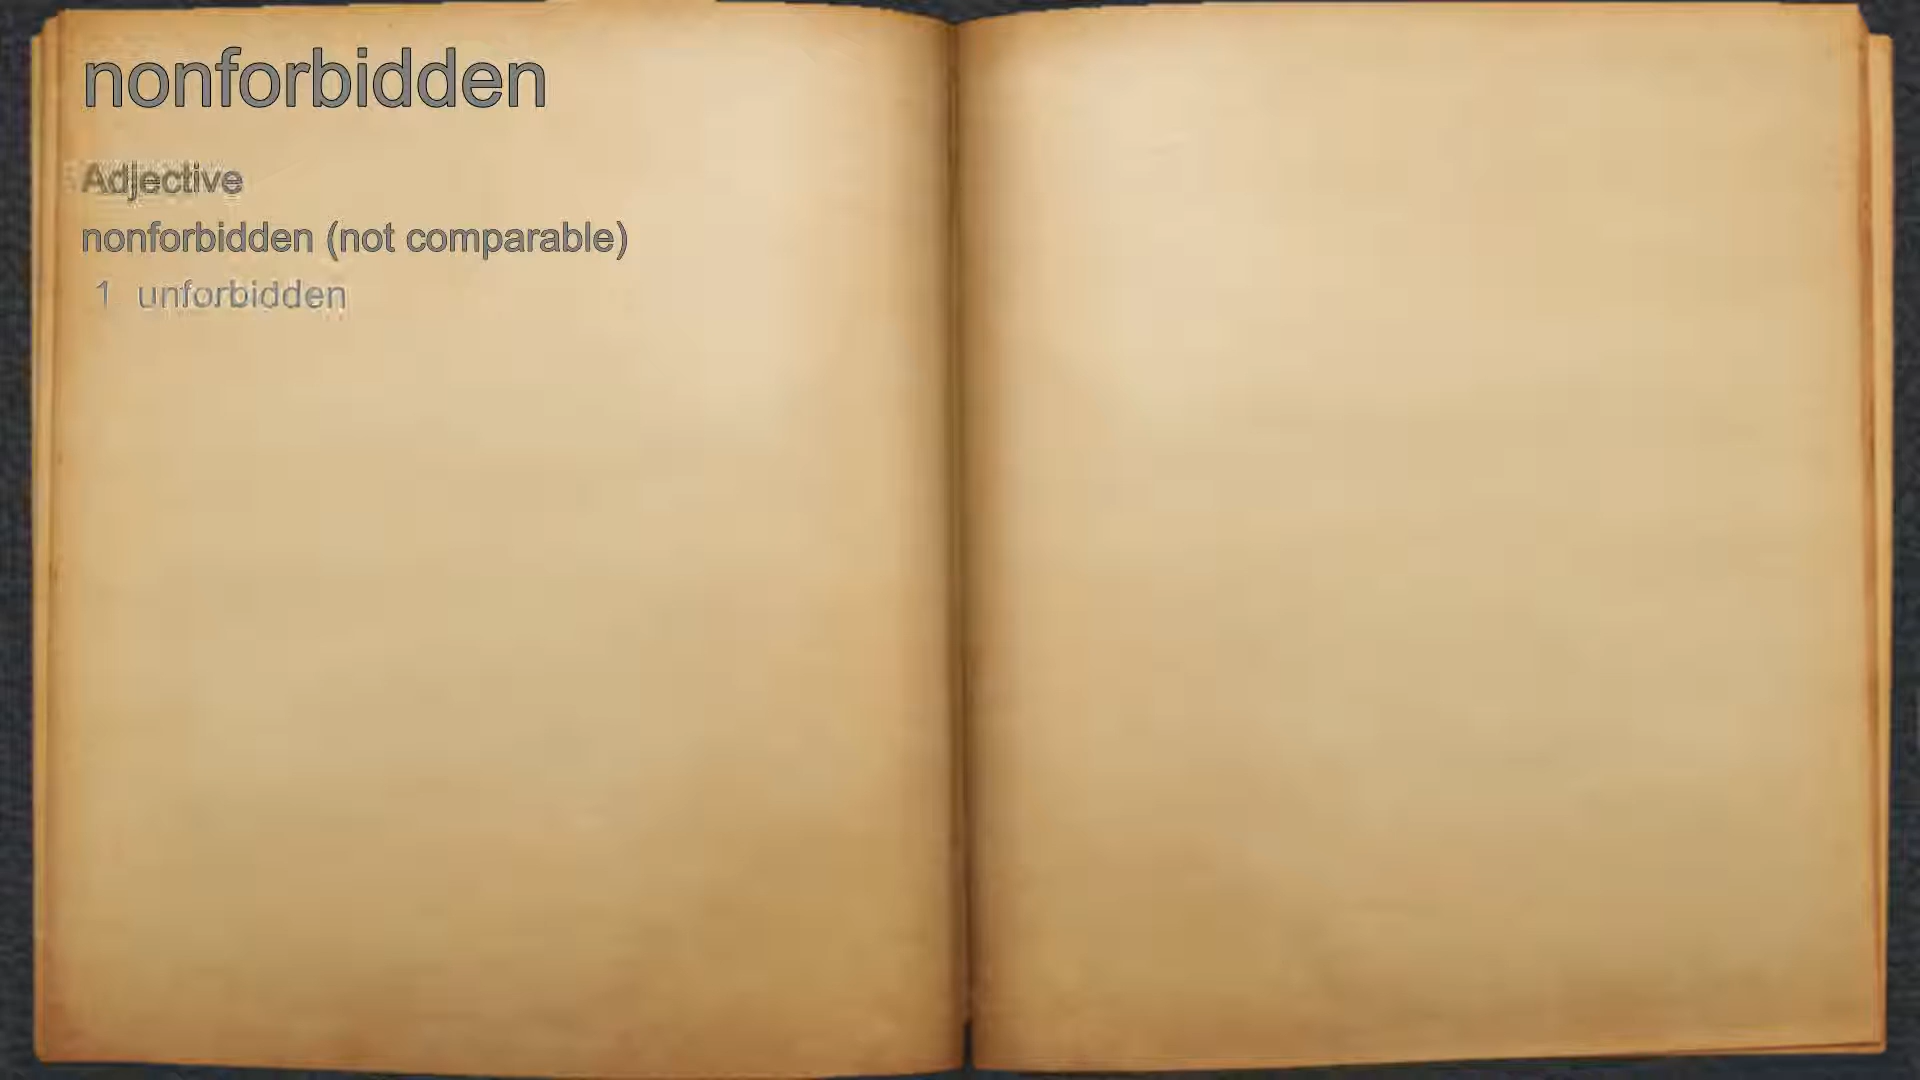 nonforbidden
Adjective
nonforbidden (not comparable)
1 unforbidden